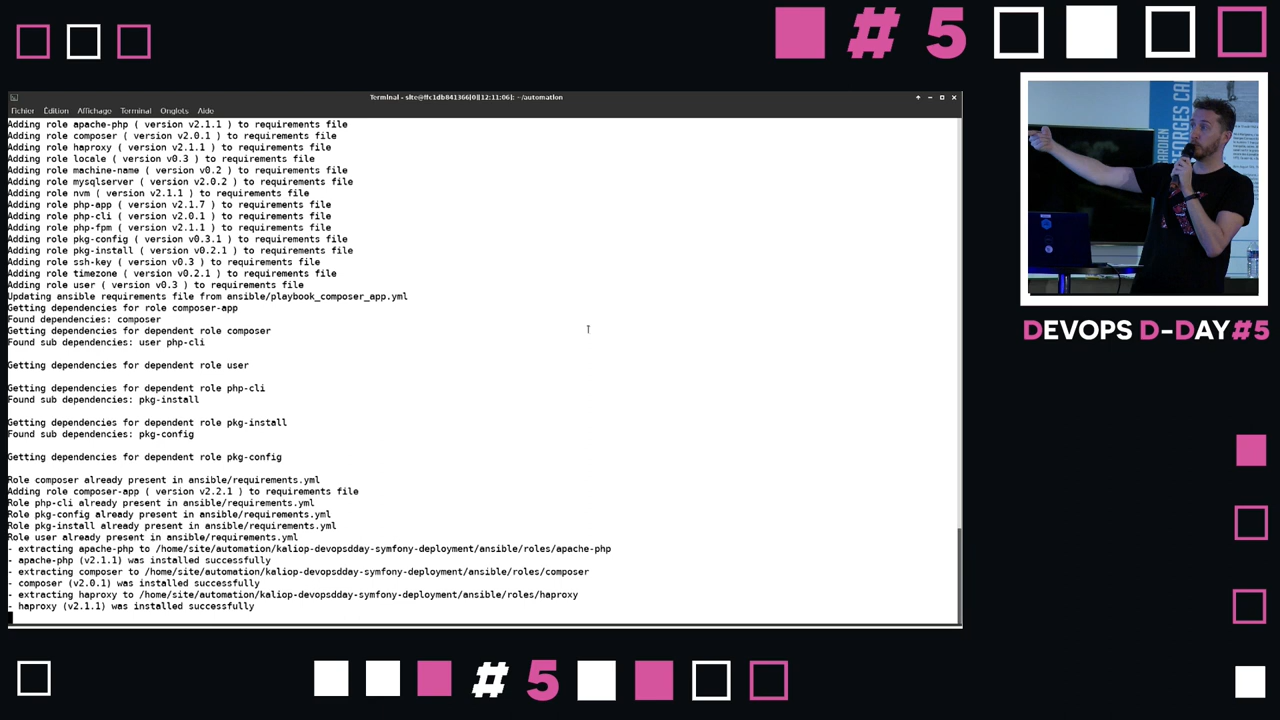 # 5
Terminal - site@ffc1db841366[0][12:11:06]: ~/automation
Fichier Édition Affichage Terminal Onglets Aide
Adding role apache-php ( version v2.1.1 ) to requirements file
Adding role composer ( version v2.0.1 ) to requirements file
Adding role haproxy ( version v2.1.1 ) to requirements file
Adding role locale ( version v0.3 ) to requirements file
Adding role machine-name ( version v0.2 ) to requirements file
Adding role mysqlserver ( version v2.0.2 ) to requirements file
Adding role nvm ( version v2.1.1 ) to requirements file
Adding role php-app ( version v2.1.7 ) to requirements file
Adding role php-cli ( version v2.0.1 ) to requirements file
Adding role php-fpm ( version v2.1.1 ) to requirements file
Adding role pkg-config ( version v0.3.1 ) to requirements file
Adding role pkg-install ( version v0.2.1 ) to requirements file
Adding role ssh-key ( version v0.3 ) to requirements file
Adding role timezone ( version v0.2.1 ) to requirements file
Adding role user ( version v0.3 ) to requirements file
Updating ansible requirements file from ansible/playbook_composer_app.yml
Getting dependencies for role composer-app
Found dependencies: composer
Getting dependencies for dependent role composer
Found sub dependencies: user php-cli
Getting dependencies for dependent role user
Getting dependencies for dependent role php-cli
Found sub dependencies: pkg-install
Getting dependencies for dependent role pkg-install
Found sub dependencies: pkg-config
Getting dependencies for dependent role pkg-config
Role composer already present in ansible/requirements.yml
Adding role composer-app ( version v2.2.1 ) to requirements file
Role php-cli already present in ansible/requirements.yml
Role pkg-config already present in ansible/requirements.yml
Role pkg-install already present in ansible/requirements.yml
Role user already present in ansible/requirements.yml
- extracting apache-php to /home/site/automation/kaliop-devopsdday-symfony-deployment/ansible/roles/apache-php
- apache-php (v2.1.1) was installed successfully
- extracting composer to /home/site/automation/kaliop-devopsdday-symfony-deployment/ansible/roles/composer
- composer (v2.0.1) was installed successfully
- extracting haproxy to /home/site/automation/kaliop-devopsdday-symfony-deployment/ansible/roles/haproxy
- haproxy (v2.1.1) was installed successfully
GEORGES CA
DEVOPS D-DAY#5
# 5